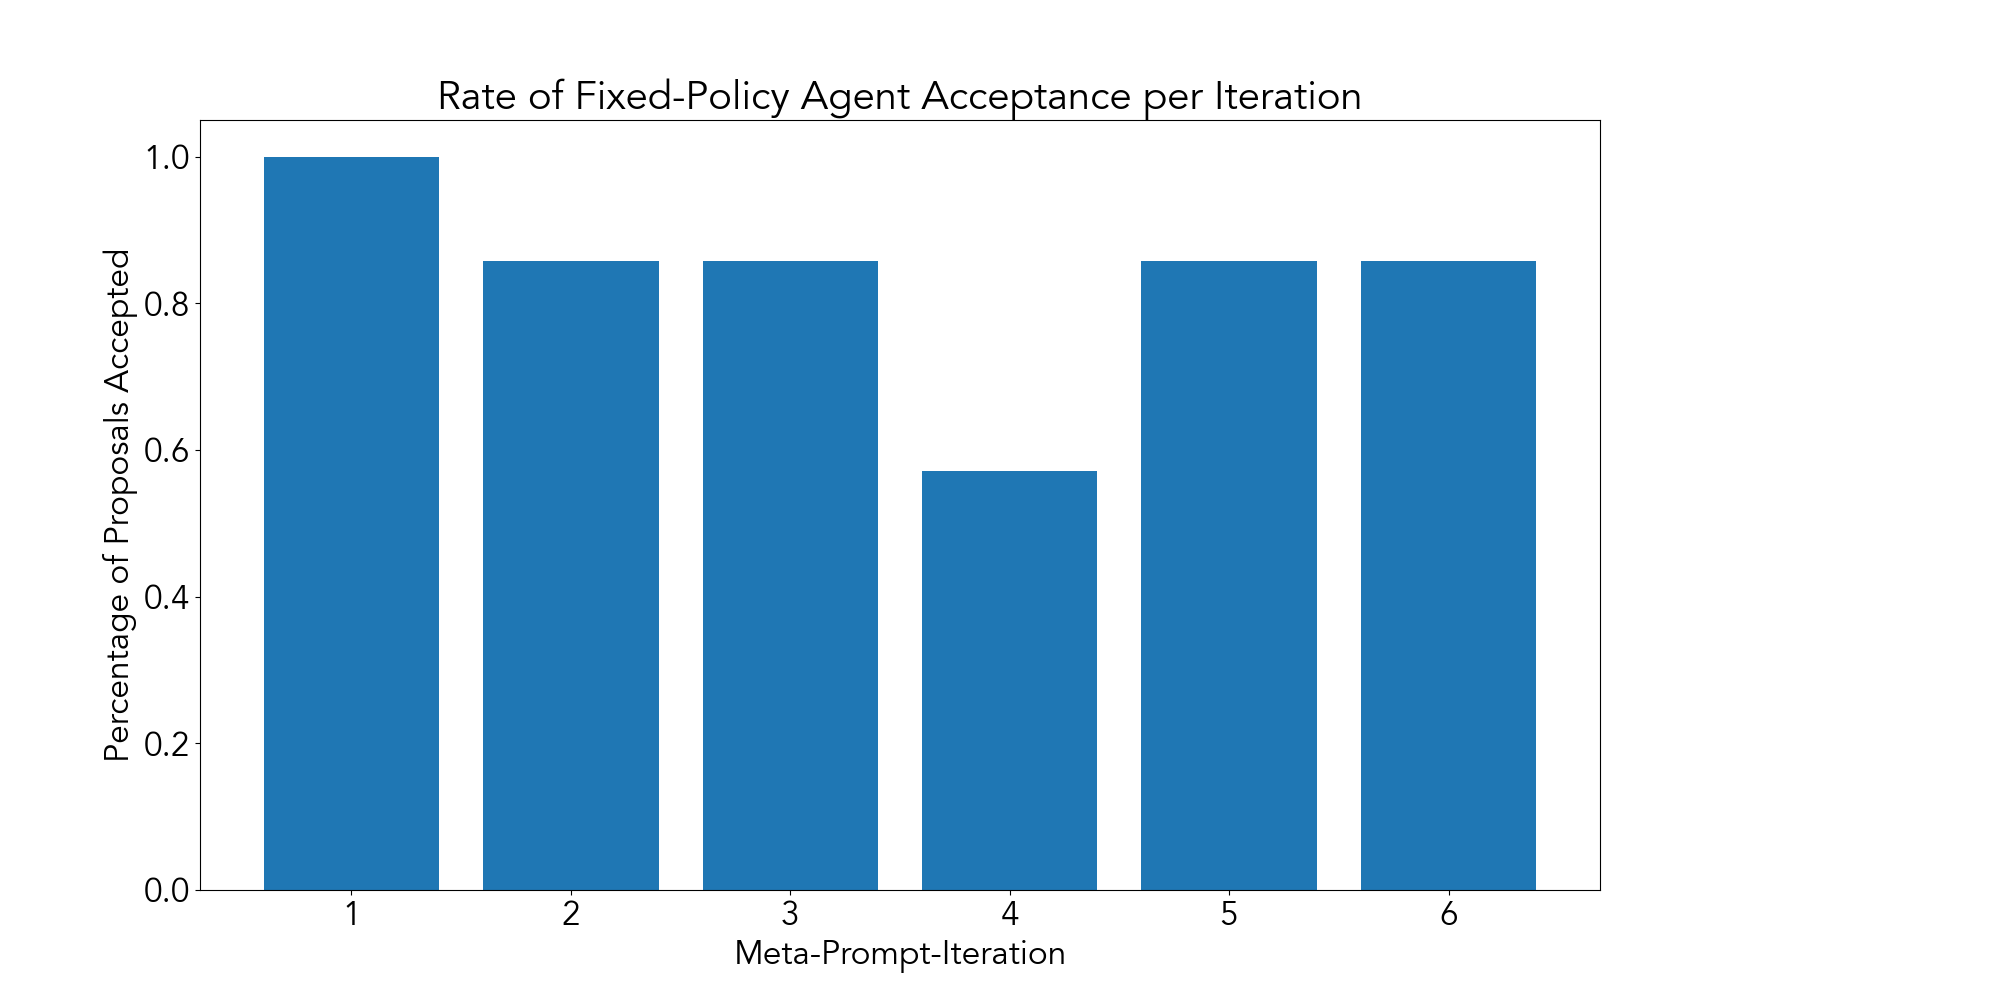 Rate of Fixed-Policy Agent Acceptance per Iteration
Percentage of Proposals Accepted
1.0
0.8
0.6
0.4
0.2
0.0
1 2 3 4 5 6
Meta-Prompt-Iteration